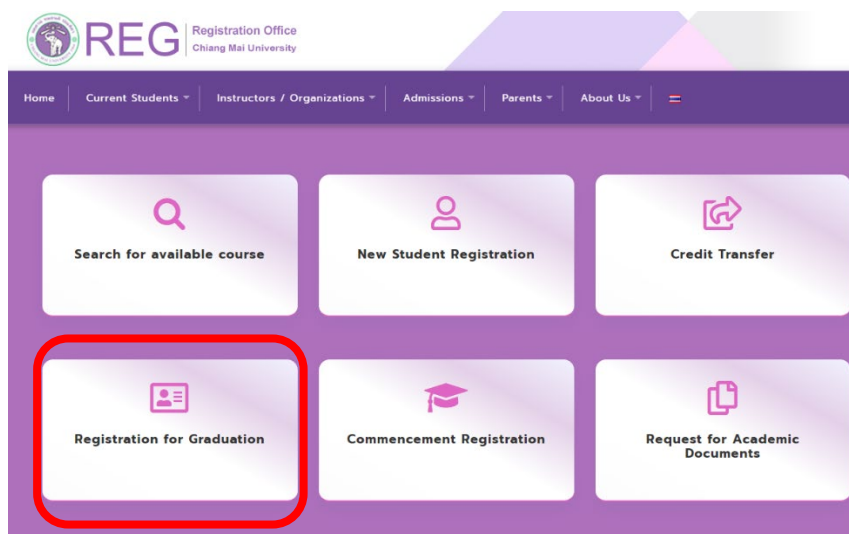 REG
Registration Office
Chiang Mai University
Home Current Students Instructors / Organizations Admissions Parents About Us
Search for available course
New Student Registration
Credit Transfer
Registration for Graduation
Commencement Registration
Request for Academic
Documents